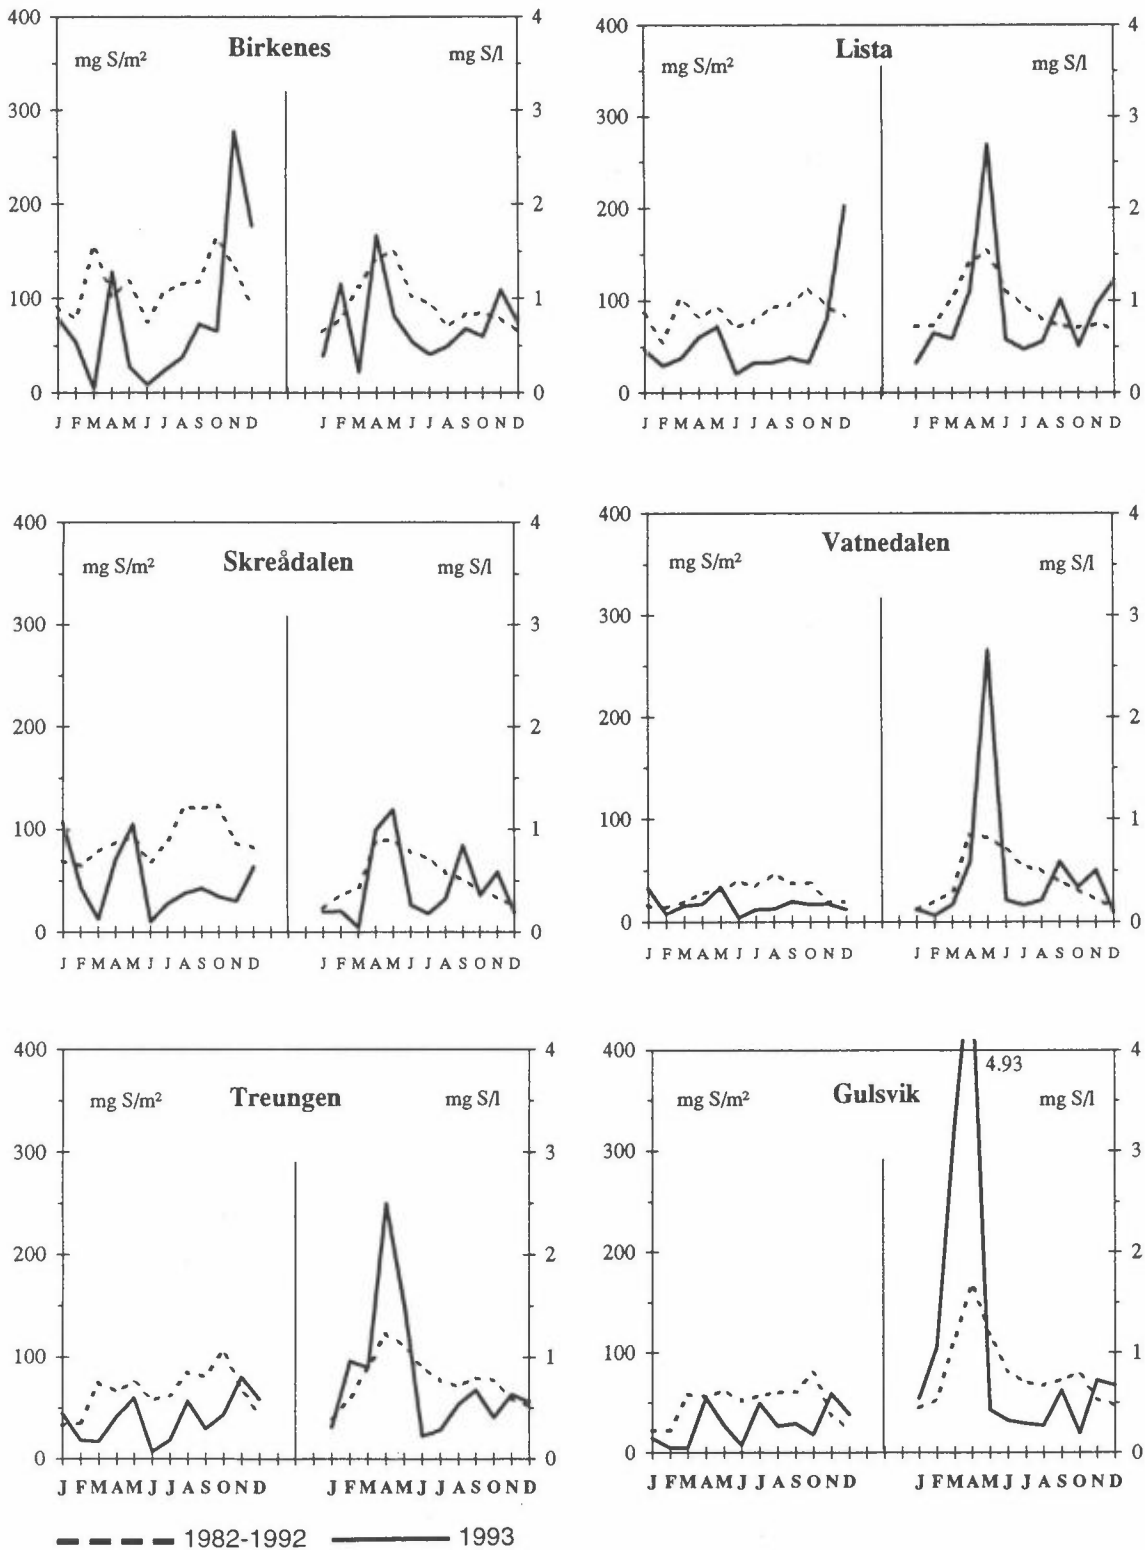 Birkenes
mg S/m² mg S/l
400 4
300 3
200 2
100 1
0 0
J F M A M J J A S O N D J F M A M J J A S O N D
Lista
mg S/m² mg S/l
400 4
300 3
200 2
100 1
0 0
J F M A M J J A S O N D J F M A M J J A S O N D
Skreådalen
mg S/m² mg S/l
400 4
300 3
200 2
100 1
0 0
J F M A M J J A S O N D J F M A M J J A S O N D
Vatnedalen
mg S/m² mg S/l
400 4
300 3
200 2
100 1
0 0
J F M A M J J A S O N D J F M A M J J A S O N D
Treungen
mg S/m² mg S/l
400 4
300 3
200 2
100 1
0 0
J F M A M J J A S O N D J F M A M J J A S O N D
Gulsvik
4.93
mg S/m² mg S/l
400 4
300 3
200 2
100 1
0 0
J F M A M J J A S O N D J F M A M J J A S O N D
1982-1992 1993